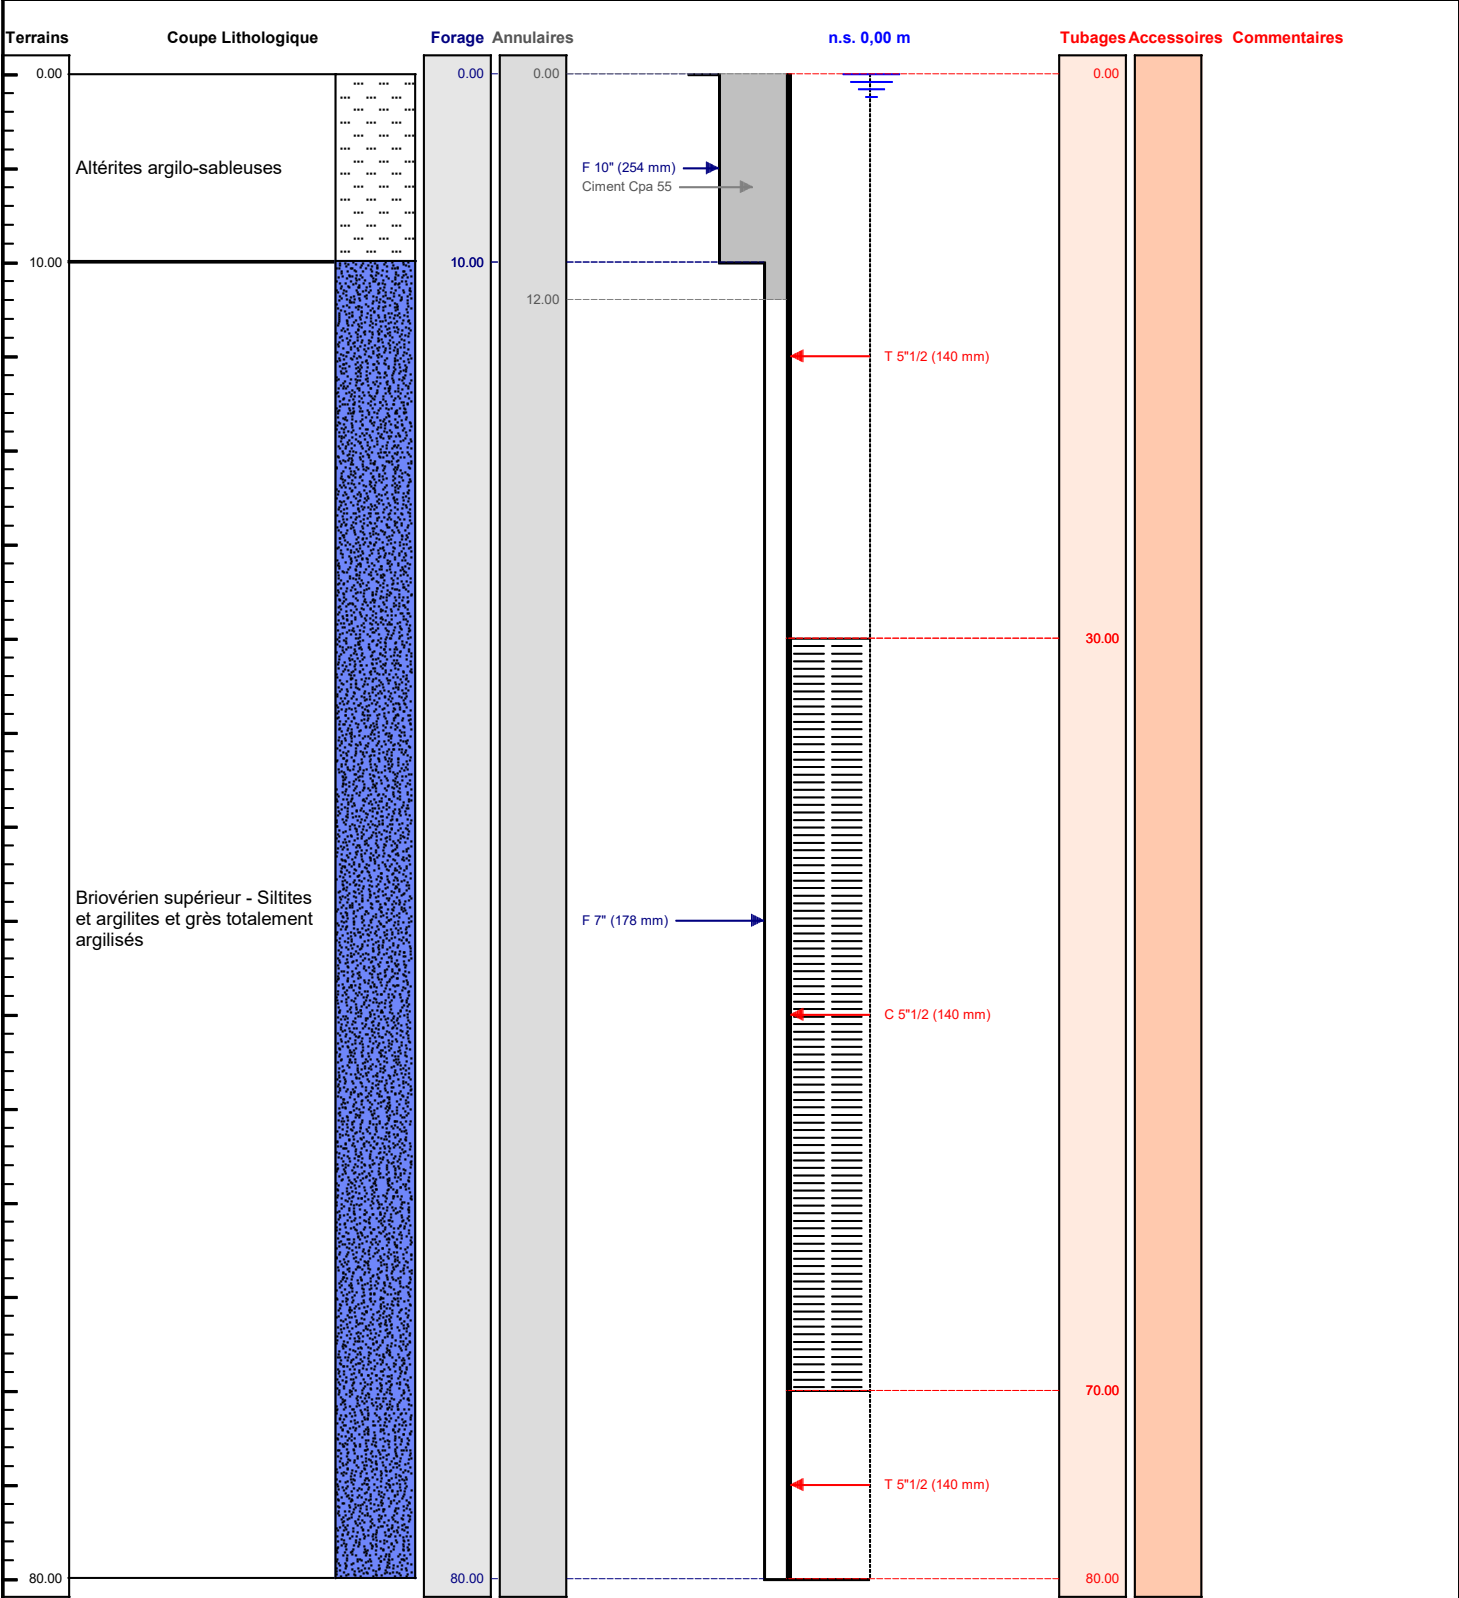 Terrains Coupe Lithologique Forage Annulaires n.s. 0,00 m Tubages Accessoires Commentaires
0.00 0.00 0.00 0.00
Altérites argilo-sableuses
F 10" (254 mm)
Ciment Cpa 55
10.00 10.00
12.00
T 5"1/2 (140 mm)
30.00
Briovérien supérieur - Siltites
et argilites et grès totalement
argilisés
F 7" (178 mm)
C 5"1/2 (140 mm)
70.00
T 5"1/2 (140 mm)
80.00 80.00 80.00